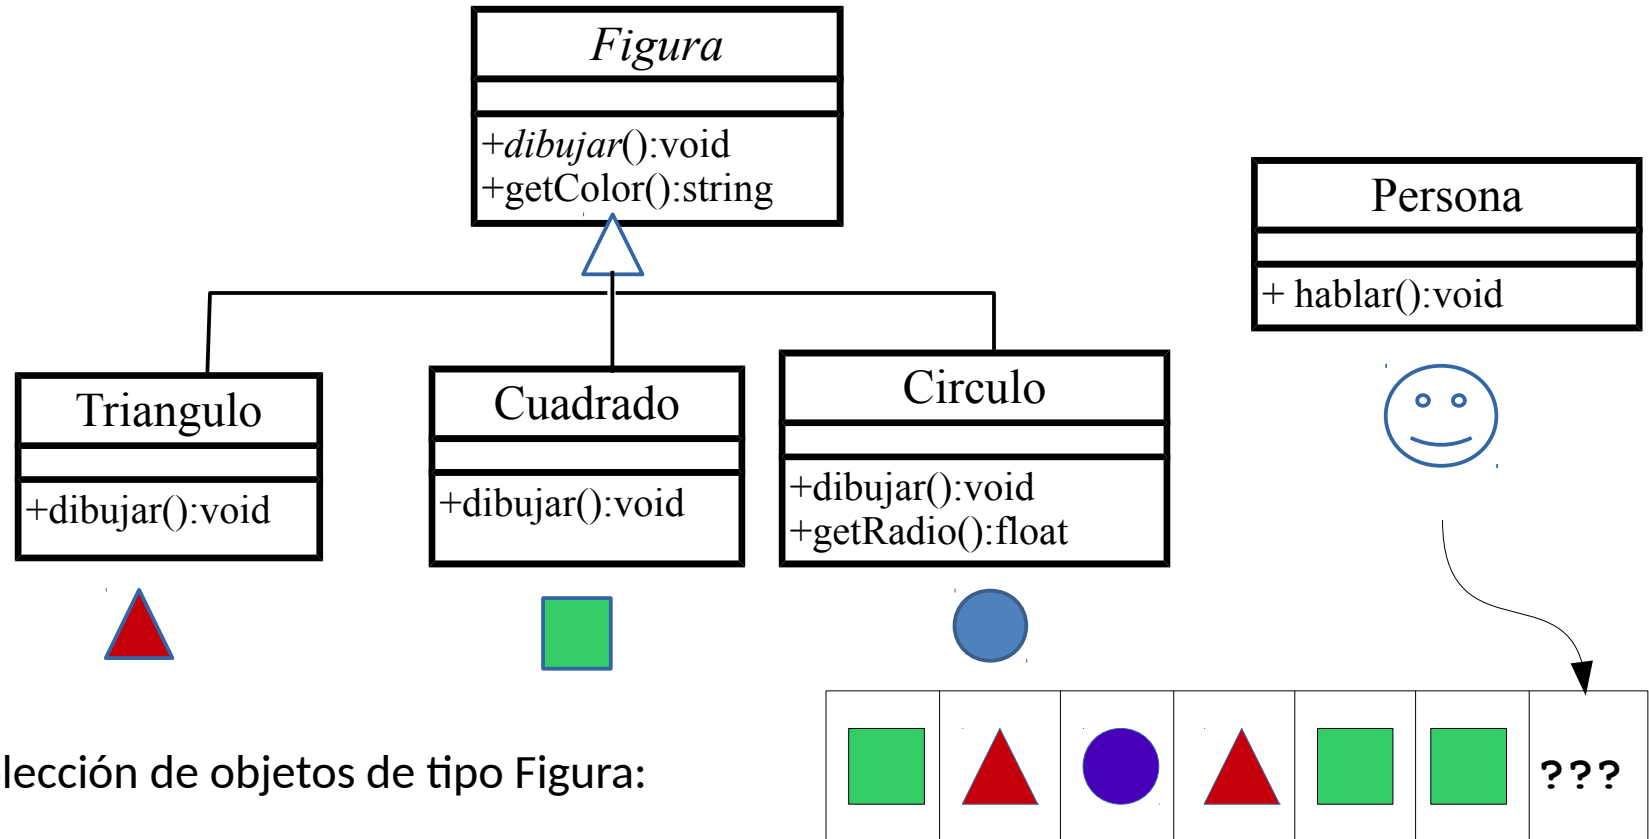 Figura
+dibujar():void
+getColor():string
Persona
+ hablar():void
Triangulo
+dibujar():void
Cuadrado
+dibujar():void
Circulo
+dibujar():void
+getRadio():float
lección de objetos de tipo Figura:
???